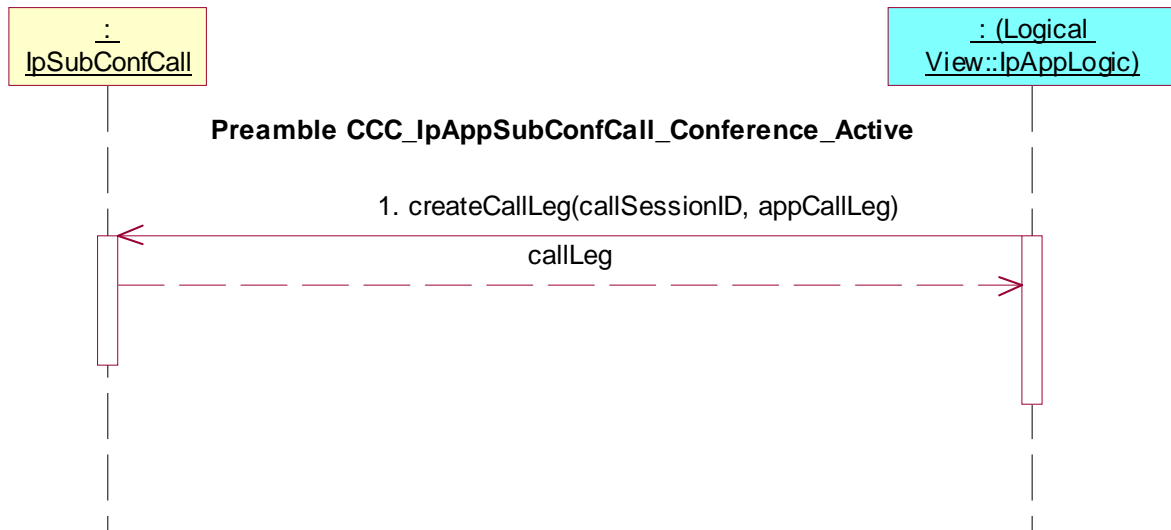 :
IpSubConfCall
: (Logical
View::IpAppLogic)
Preamble CCC_IpAppSubConfCall_Conference_Active
1. createCallLeg(callSessionID, appCallLeg)
callLeg